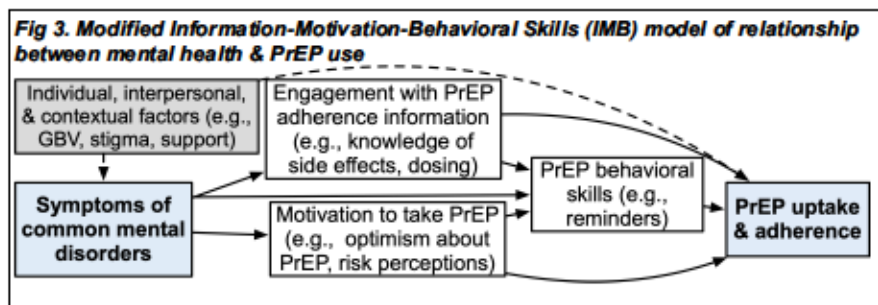 Fig 3. Modified Information-Motivation-Behavioral Skills (IMB) model of relationship
between mental health & PrEP use
Individual, interpersonal,
& contextual factors (e.g.,
GBV, stigma, support)
Engagement with PrEP
adherence information
(e.g., knowledge of
side effects, dosing)
Symptoms of
common mental
disorders
Motivation to take PrEP
(e.g., optimism about
PrEP, risk perceptions)
PrEP behavioral
skills (e.g.,
reminders)
PrEP uptake
& adherence